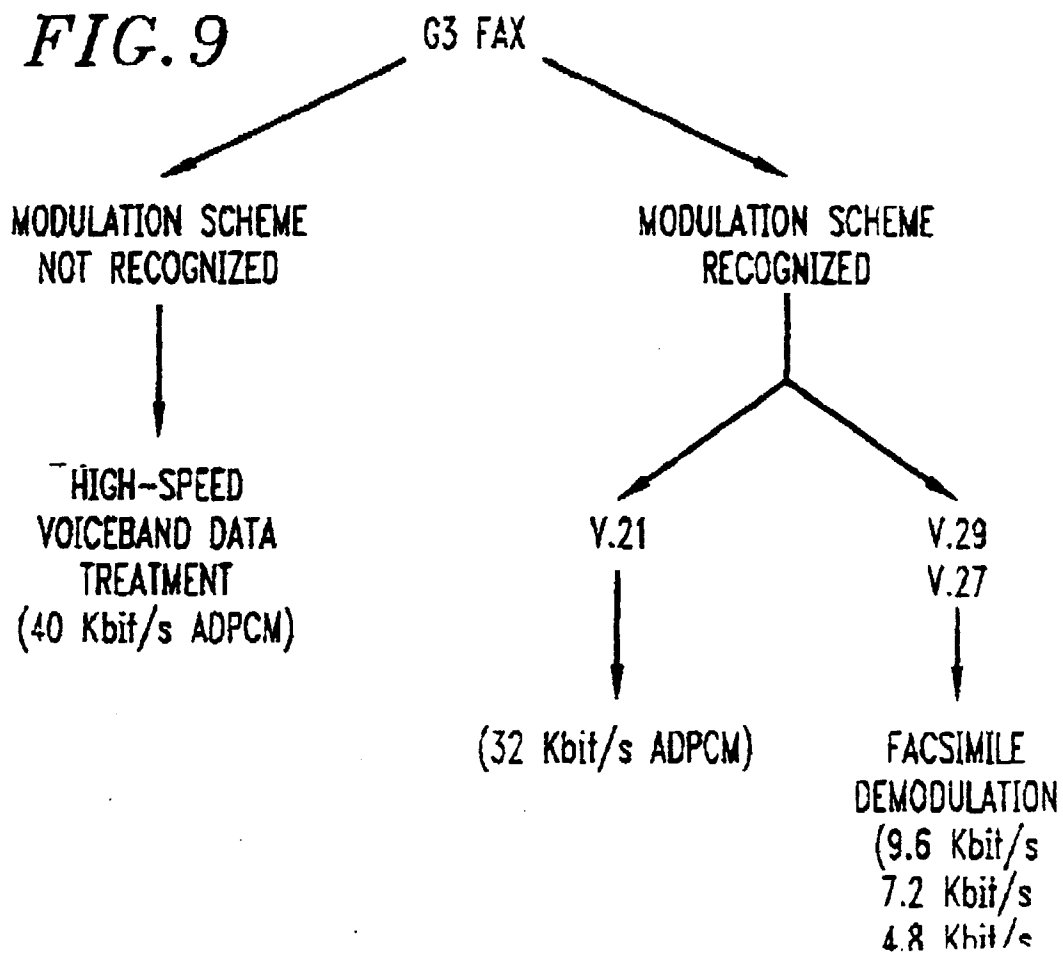 FIG. 9
G3 FAX
MODULATION SCHEME
NOT RECOGNIZED
MODULATION SCHEME
RECOGNIZED
HIGH-SPEED
VOICEBAND DATA
TREATMENT
(40 Kbit/s ADPCM)
V.21
V.29
V.27
(32 Kbit/s ADPCM)
FACSIMILE
DEMODULATION
(9.6 Kbit/s
7.2 Kbit/s
4.8 Kbit/s